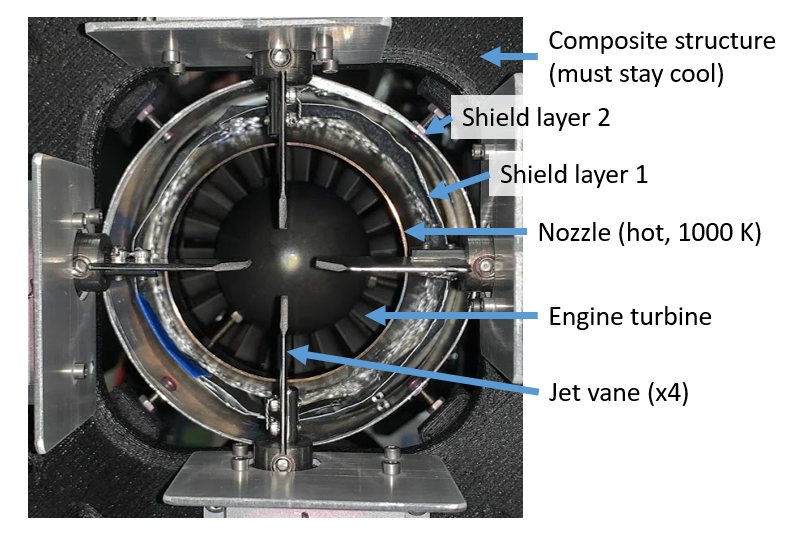 Composite structure
(must stay cool)
Shield layer 2
Shield layer 1
Nozzle (hot, 1000 K)
Engine turbine
Jet vane (x4)